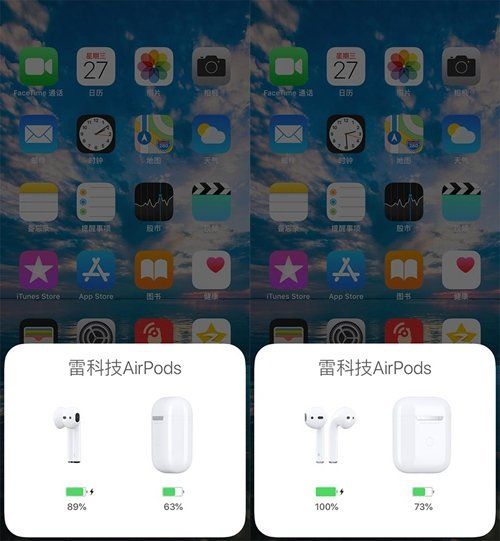 FaceTime 通话
星期三
27
日历
照片
相机
FaceTime 通话
星期三
27
日历
照片
相机
邮件
时钟
280
地图
天气
邮件
时钟
280
地图
天气
备忘录
提醒事项
股市
视频
备忘录
提醒事项
股市
视频
iTunes Store
App Store
图书
健康
iTunes Store
App Store
图书
健康
雷科技AirPods
89%
63%
雷科技AirPods
100%
73%